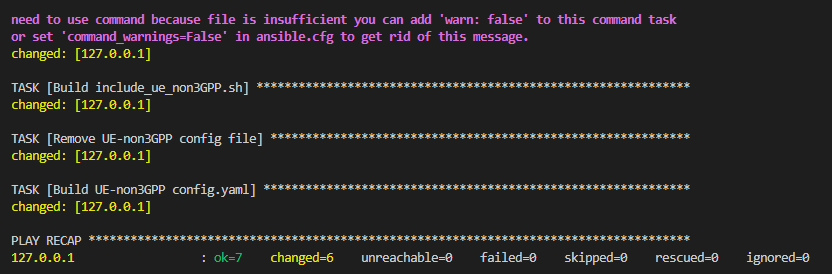 need to use command because file is insufficient you can add 'warn: false' to this command task
or set 'command_warnings=False' in ansible.cfg to get rid of this message.
changed: [127.0.0.1]
TASK [Build include_ue_non3GPP.sh] **************************************************************
changed: [127.0.0.1]
TASK [Remove UE-non3GPP config file] ************************************************************
changed: [127.0.0.1]
TASK [Build UE-non3GPP config.yaml] *************************************************************
changed: [127.0.0.1]
PLAY RECAP **************************************************************************************
127.0.0.1 : ok=7 changed=6 unreachable=0 failed=0 skipped=0 rescued=0 ignored=0